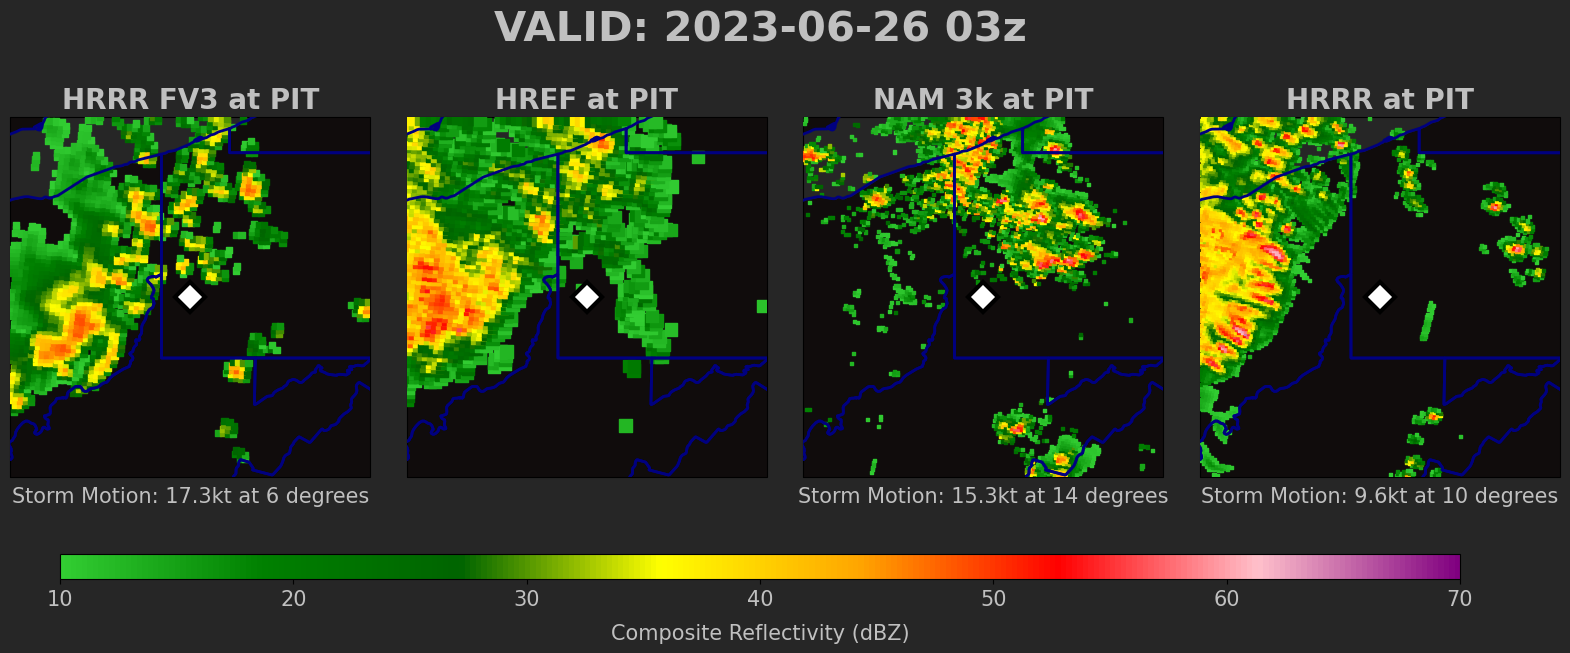 VALID: 2023-06-26 03z
HRRR FV3 at PIT
HREF at PIT
NAM 3k at PIT
HRRR at PIT
Storm Motion: 17.3kt at 6 degrees
Storm Motion: 15.3kt at 14 degrees
Storm Motion: 9.6kt at 10 degrees
10 20 30 40 50 60 70
Composite Reflectivity (dBZ)